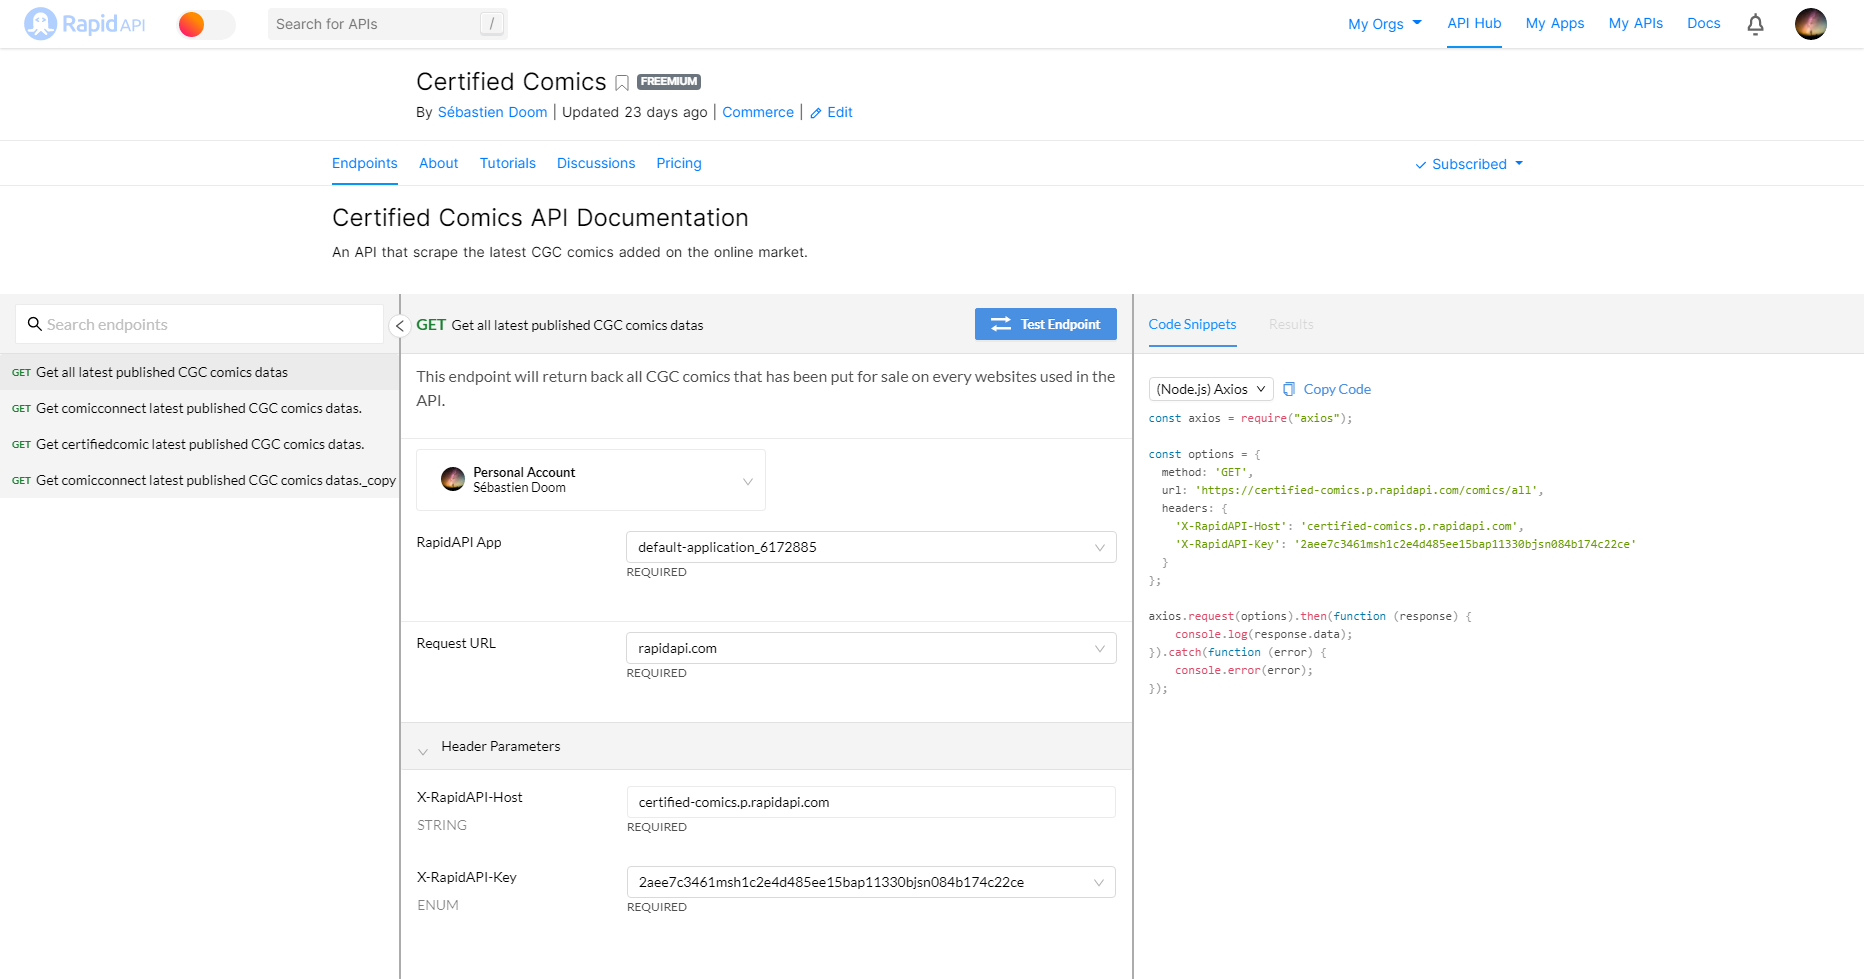 Rapid API
Search for APIs /
My Orgs API Hub My Apps My APIs Docs
Certified Comics FREEMIUM
By Sébastien Doom | Updated 23 days ago | Commerce | Edit
Endpoints About Tutorials Discussions Pricing
Subscribed
Certified Comics API Documentation
An API that scrape the latest CGC comics added on the online market.
Search endpoints
GET Get all latest published CGC comics datas
GET Get comicconnect latest published CGC comics datas.
GET Get certifiedcomic latest published CGC comics datas.
GET Get comicconnect latest published CGC comics datas._copy
GET Get all latest published CGC comics datas
Test Endpoint
This endpoint will return back all CGC comics that has been put for sale on every websites used in the
API.
Personal Account
Sébastien Doom
RapidAPI App
default-application_6172885
REQUIRED
Request URL
rapidapi.com
REQUIRED
Header Parameters
X-RapidAPI-Host
STRING
certified-comics.p.rapidapi.com
REQUIRED
X-RapidAPI-Key
ENUM
2aee7c3461msh1c2e4d485ee15bap11330bjsn084b174c22ce
REQUIRED
Code Snippets Results
(Node.js) Axios Copy Code
const axios = require("axios");
const options = {
method: 'GET',
url: 'https://certified-comics.p.rapidapi.com/comics/all',
headers: {
'X-RapidAPI-Host': 'certified-comics.p.rapidapi.com',
'X-RapidAPI-Key': '2aee7c3461msh1c2e4d485ee15bap11330bjsn084b174c22ce'
}
};
axios.request(options).then(function (response) {
console.log(response.data);
}).catch(function (error) {
console.error(error);
});